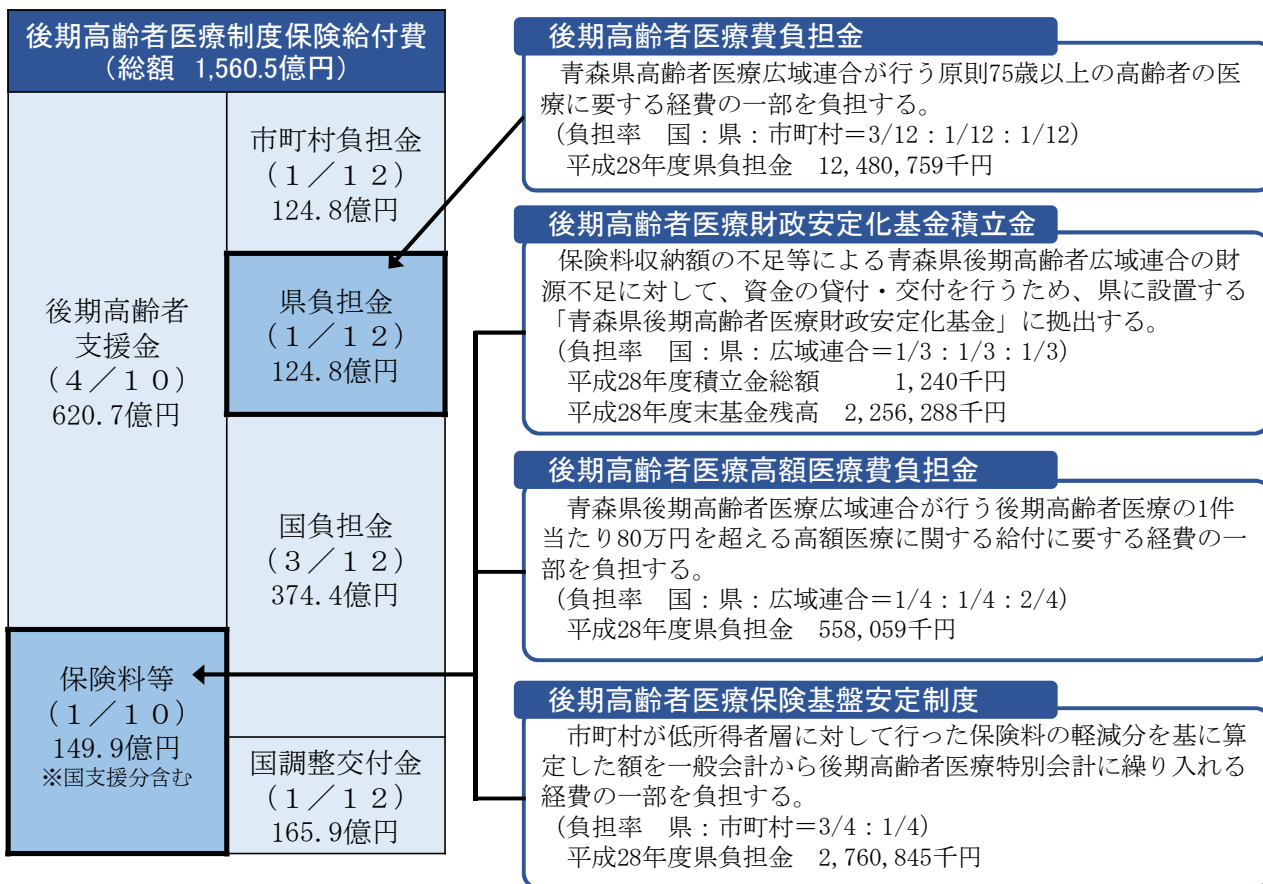 後期高齢者医療制度保険給付費
（総額 1,560.5億円）
後期高齢者
支援金
(４／１０)
620.7億円
保険料等
(１／１０)
149.9億円
※国支援分含む
市町村負担金
(１／１２)
124.8億円
県負担金
(１／１２)
124.8億円
国負担金
(３／１２)
374.4億円
国調整交付金
(１／１２)
165.9億円
後期高齢者医療費負担金
青森県高齢者医療広域連合が行う原則75歳以上の高齢者の医
療に要する経費の一部を負担する。
(負担率　国：県：市町村＝3/12：1/12：1/12)
平成28年度県負担金　12,480,759千円
後期高齢者医療財政安定化基金積立金
保険料収納額の不足等による青森県後期高齢者広域連合の財
源不足に対して、資金の貸付・交付を行うため、県に設置する
「青森県後期高齢者医療財政安定化基金」に拠出する。
(負担率　国：県：広域連合＝1/3：1/3：1/3)
平成28年度積立金総額　　　1,240千円
平成28年度末基金残高　2,256,288千円
後期高齢者医療高額医療費負担金
青森県後期高齢者医療広域連合が行う後期高齢者医療の1件
当たり80万円を超える高額医療に関する給付に要する経費の一
部を負担する。
(負担率　国：県：広域連合＝1/4：1/4：2/4)
平成28年度県負担金　558,059千円
後期高齢者医療保険基盤安定制度
市町村が低所得者層に対して行った保険料の軽減分を基に算
定した額を一般会計から後期高齢者医療特別会計に繰り入れる
経費の一部を負担する。
(負担率　県：市町村＝3/4：1/4)
平成28年度県負担金　2,760,845千円